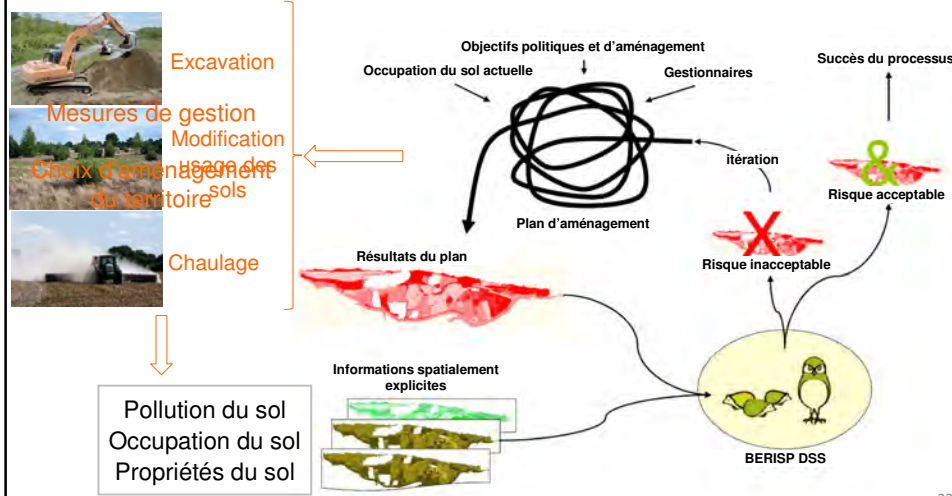 Excavation
Mesures de gestion
Modification
usage des
sols
Choix d'aménagement
du territoire
Chaulage
Pollution du sol
Occupation du sol
Propriétés du sol
Objectifs politiques et d'aménagement
Occupation du sol actuelle
Gestionnaires
Plan d'aménagement
Résultats du plan
Informations spatialement
explicites
itération
Risque inacceptable
X
Succès du processus
&
Risque acceptable
BERISP DSS